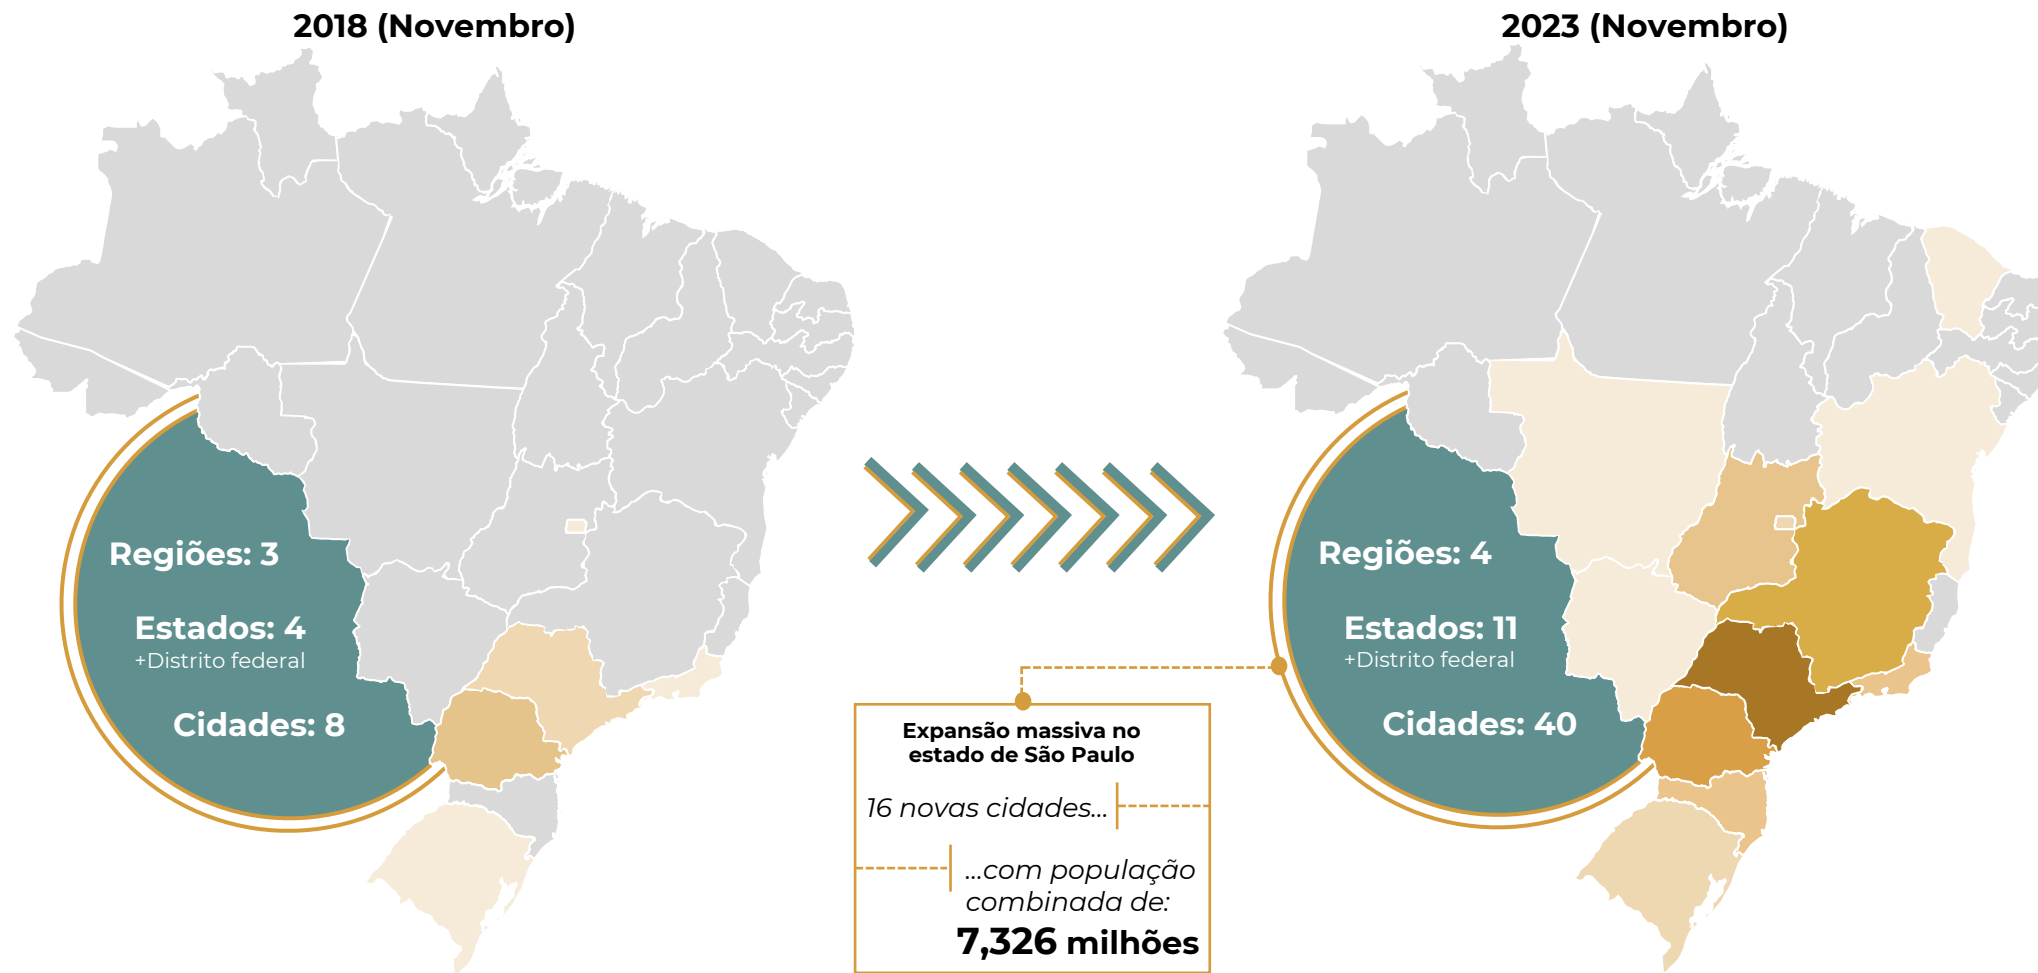 2018 (Novembro)
2023 (Novembro)
Regiões: 3
Estados: 4
+Distrito federal
Cidades: 8
Regiões: 4
Estados: 11
+Distrito federal
Cidades: 40
Expansão massiva no
estado de São Paulo
16 novas cidades...
...com população
combinada de:
7,326 milhões